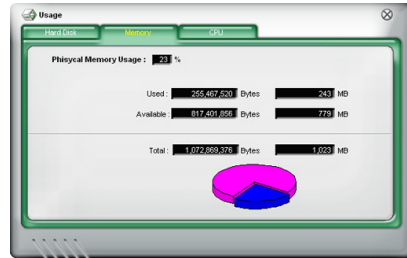 Usage
Hard Disk Memory CPU
Phisycal Memory Usage : 23 %
Used : 255,467,520 Bytes 243 MB
Available : 817,401,856 Bytes 779 MB
Total : 1,072,869,376 Bytes 1,023 MB